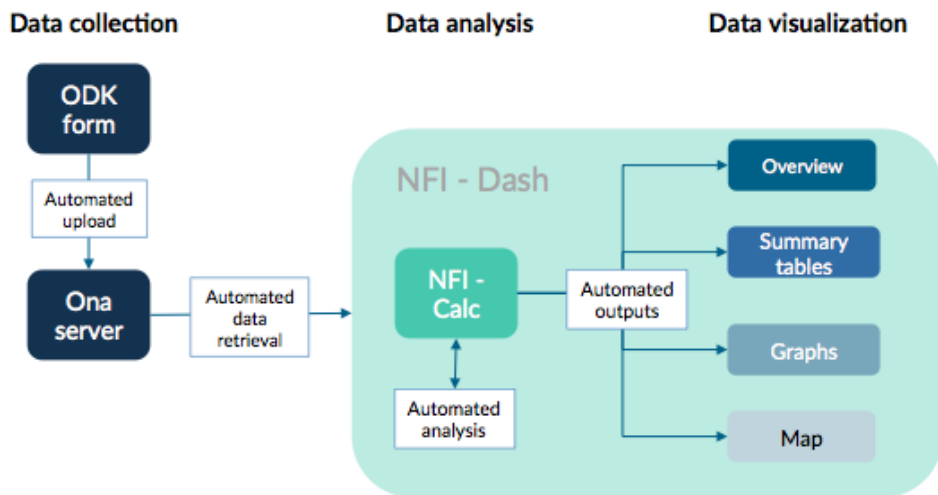 Data collection
Data analysis
Data visualization
ODK
form
Automated
upload
Ona
server
Automated
data
retrieval
NFI - Dash
NFI -
Calc
Automated
analysis
Automated
outputs
Overview
Summary
tables
Graphs
Map